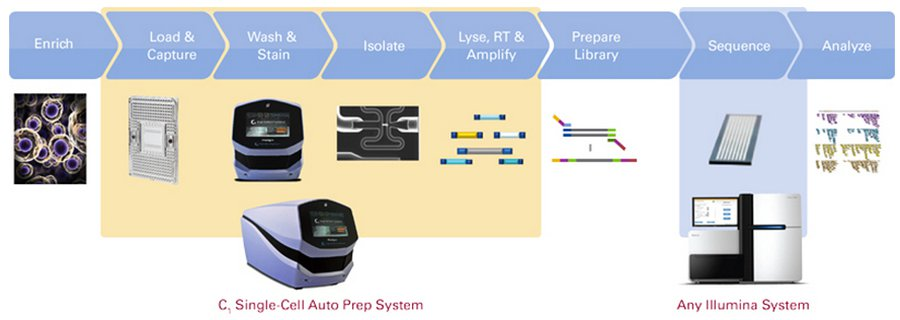 Enrich
Load &
Capture
Wash &
Stain
Isolate
Lyse, RT &
Amplify
Prepare
Library
Sequence
Analyze
C₁ Single-Cell Auto Prep System
Any Illumina System